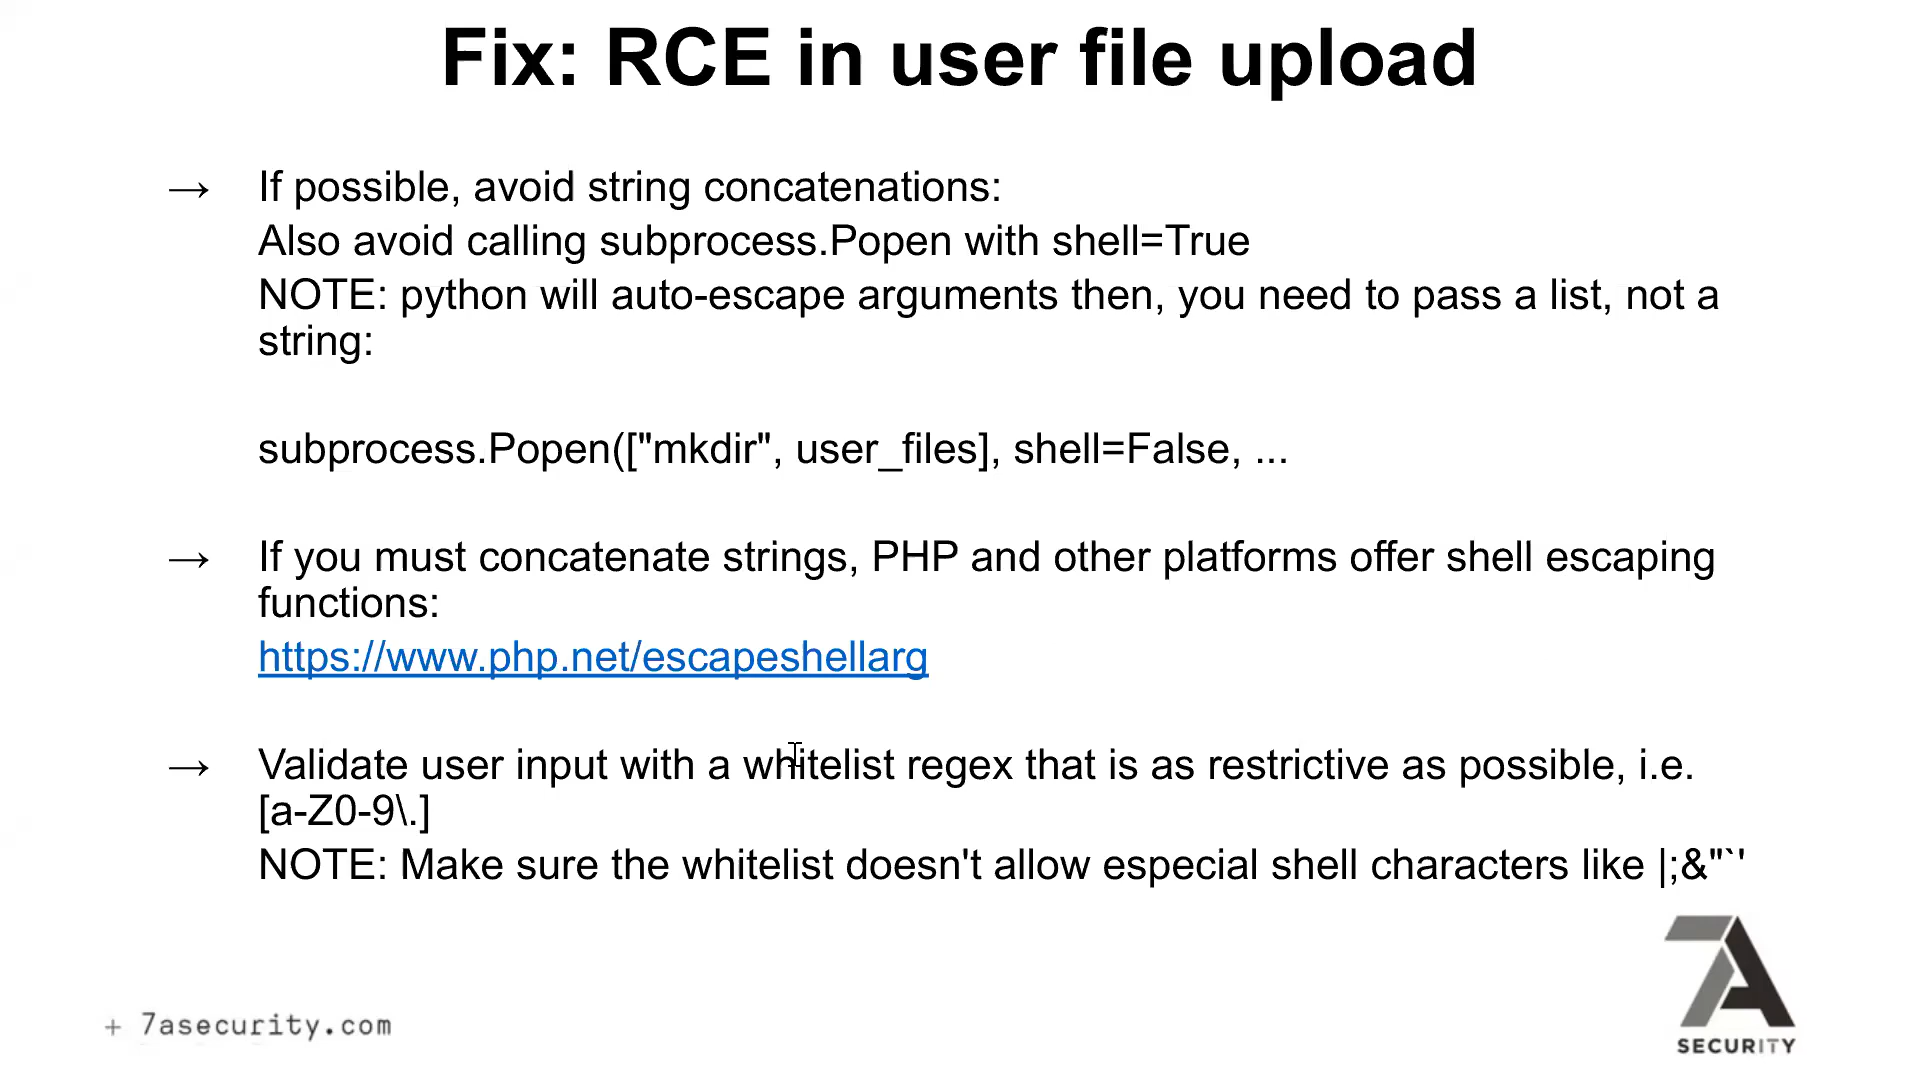 Fix: RCE in user file upload
→ If possible, avoid string concatenations:
Also avoid calling subprocess.Popen with shell=True
NOTE: python will auto-escape arguments then, you need to pass a list, not a
string:
subprocess.Popen(["mkdir", user_files], shell=False, ...
→ If you must concatenate strings, PHP and other platforms offer shell escaping
functions:
https://www.php.net/escapeshellarg
→ Validate user input with a whitelist regex that is as restrictive as possible, i.e.
[a-Z0-9\.]
NOTE: Make sure the whitelist doesn't allow especial shell characters like |;&"`'
+ 7asecurity.com
7A
SECURITY